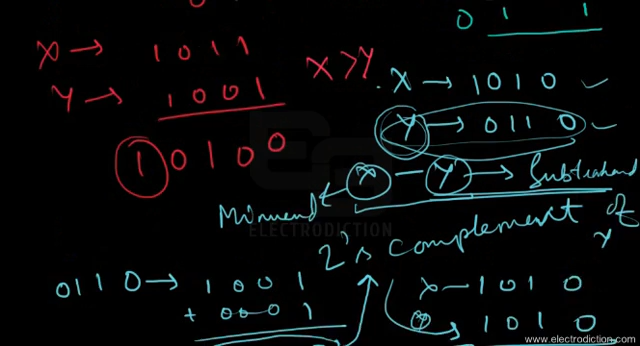 0 1 1
X → 1 0 1 1
Y → 1 0 0 1
1 0 1 0 0
X > Y
X → 1 0 1 0
Y → 0 1 1 0
X - Y → Subtrahend
Minuend
ELECTRODICTION
2's complement of Y
0 1 1 0 → 1 0 0 1
+ 0 0 0 1
X - 1 0 1 0
Y → 1 0 1 0
www.electrodiction.com